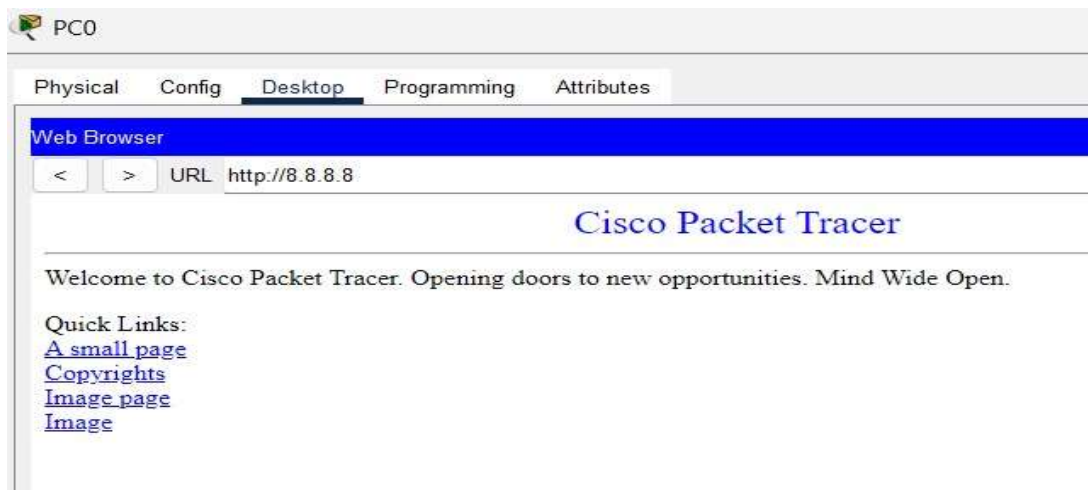 PC0
Physical Config Desktop Programming Attributes
Web Browser
< > URL http://8.8.8.8
Cisco Packet Tracer
Welcome to Cisco Packet Tracer. Opening doors to new opportunities. Mind Wide Open.
Quick Links:
A small page
Copyrights
Image page
Image